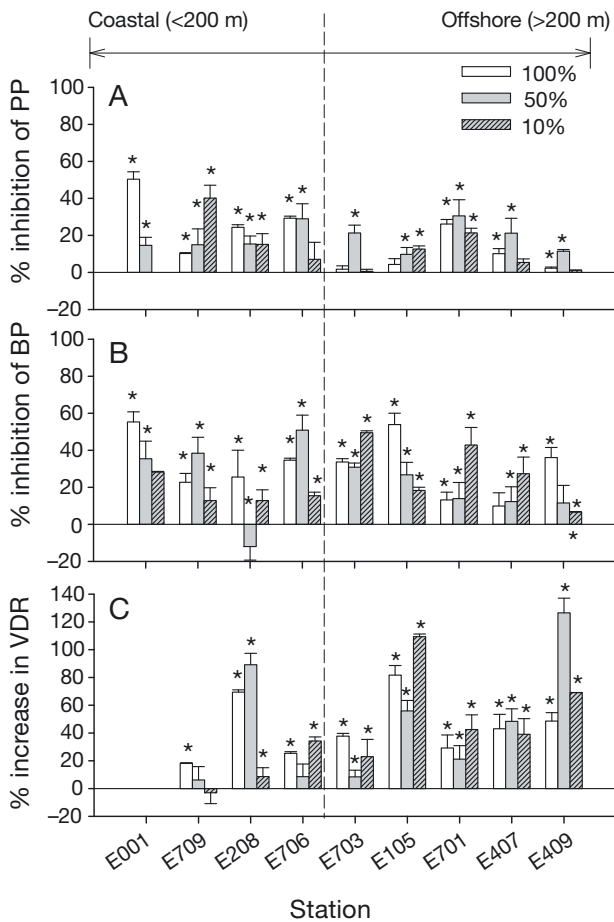 Coastal (<200 m) Offshore (>200 m)
100%
50%
10%
A
% inhibition of PP
100
80
60
40
20
0
−20
* * * * * * * * * * * * * * * * * * * * *
B
% inhibition of BP
100
80
60
40
20
0
−20
C
% increase in VDR
140
120
100
80
60
40
20
0
−20
E001 E709 E208 E706 E703 E105 E701 E407 E409
Station